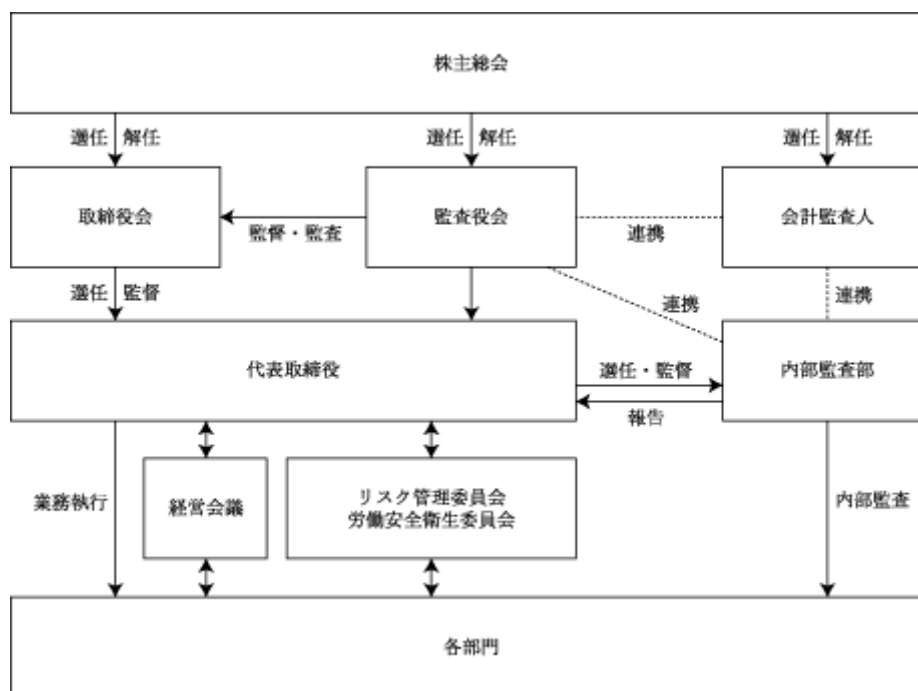 株主総会
選任 解任
選任 解任
選任 解任
取締役会
監査役会
会計監査人
監督・監査
連携
選任 監督
連携
連携
代表取締役
選任・監督
内部監査部
報告
業務執行
経営会議
リスク管理委員会
労働安全衛生委員会
内部監査
各部門